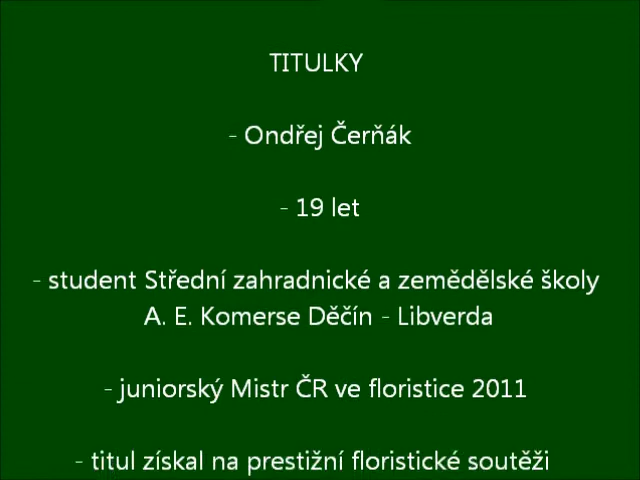 TITULKY
- Ondřej Čerňák
- 19 let
- student Střední zahradnické a zemědělské školy
A. E. Komerse Děčín - Libverda
- juniorský Mistr ČR ve floristice 2011
- titul získal na prestižní floristické soutěži